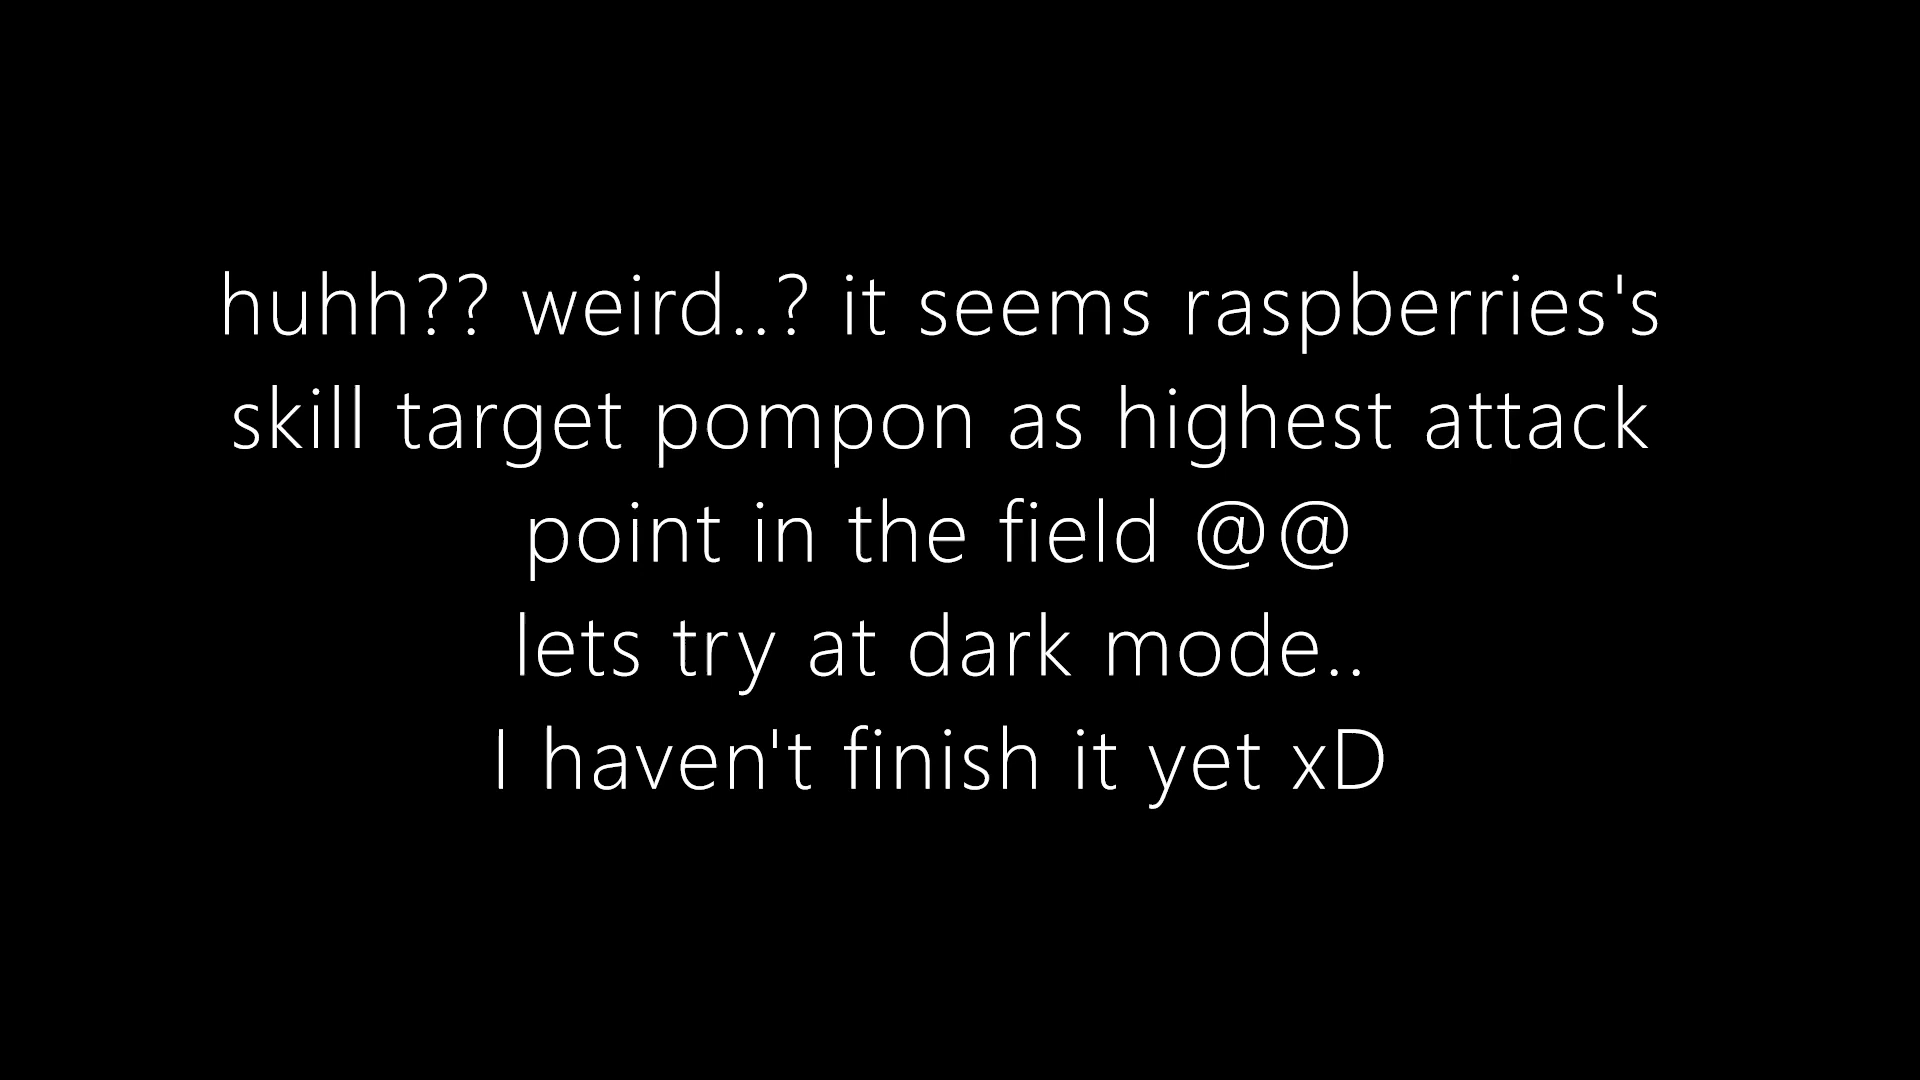 huhh?? weird..? it seems raspberries's
skill target pompon as highest attack
point in the field @@
lets try at dark mode..
I haven't finish it yet xD